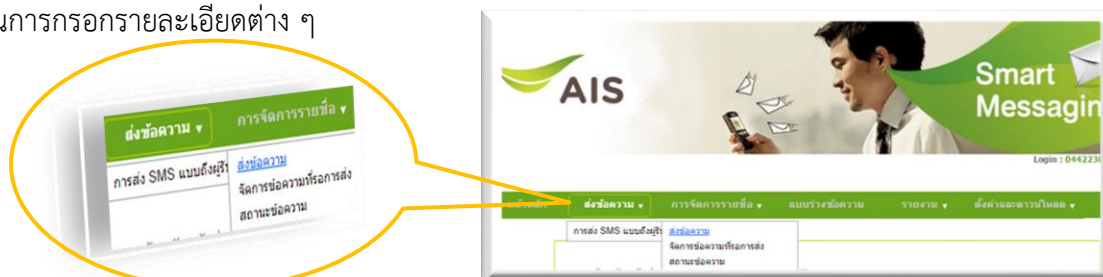 นการกรอกรายละเอียดต่าง ๆ
ส่งข้อความ ▾ การจัดการรายชื่อ ▾
การส่ง SMS แบบถึงผู้รับ ส่งข้อความ
จัดการข้อความที่รอการส่ง
สถานะข้อความ
AIS
Smart
Messagin
Login : 0442230
ส่งข้อความ ▾ การจัดการรายชื่อ ▾ แบบร่างข้อความ รายงาน ▾ ตั้งค่าและดาวน์โหลด ▾
การส่ง SMS แบบถึงผู้รับ ส่งข้อความ
จัดการข้อความที่รอการส่ง
สถานะข้อความ